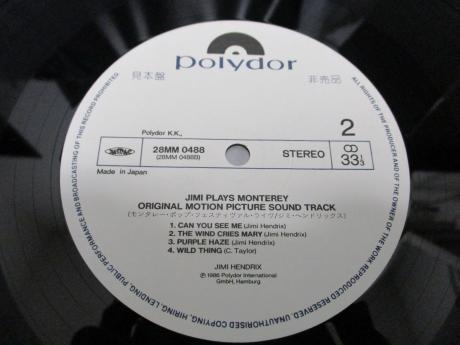 polydor
見本盤
非売品
Polydor K.K.,
28MM 0488
(28MM 0488B)
STEREO
2
33 1/3
Made in Japan
JIMI PLAYS MONTEREY
ORIGINAL MOTION PICTURE SOUND TRACK
[モンタレー・ポップ・フェスティヴァル・ライヴ/ジミ・ヘンドリックス]
1. CAN YOU SEE ME (Jimi Hendrix)
2. THE WIND CRIES MARY (Jimi Hendrix)
3. PURPLE HAZE (Jimi Hendrix)
4. WILD THING (C. Taylor)
JIMI HENDRIX
℗ 1986 Polydor International
GmbH, Hamburg
ALL RIGHTS OF THE PRODUCER AND OF THE OWNER OF THE WORK REPRODUCED RESERVED. UNAUTHORISED COPYING, HIRING, LENDING, PUBLIC PERFORMANCE AND BROADCASTING OF THIS RECORD PROHIBITED